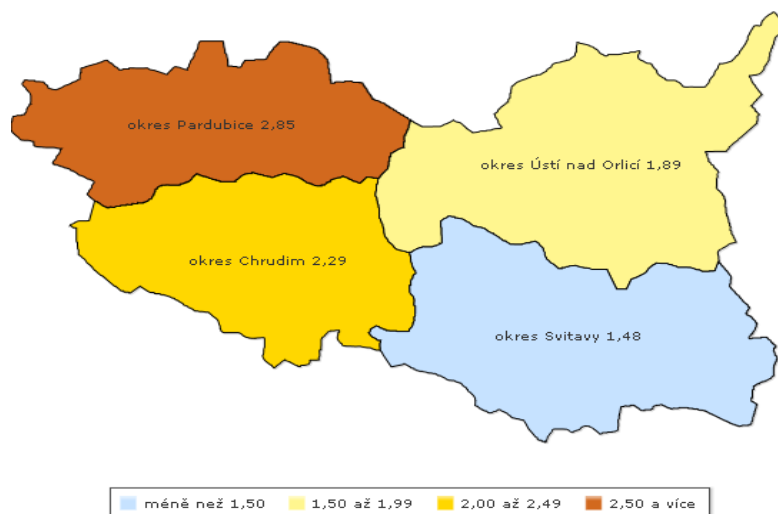 okres Pardubice 2,85
okres Ústí nad Orlicí 1,89
okres Chrudim 2,29
okres Svitavy 1,48
méně než 1,50
1,50 až 1,99
2,00 až 2,49
2,50 a více